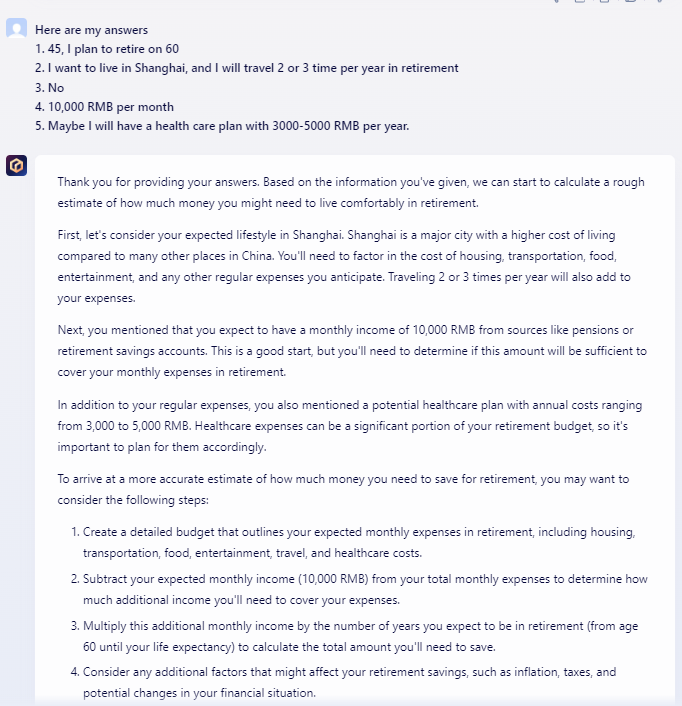 Here are my answers
1. 45, I plan to retire on 60
2. I want to live in Shanghai, and I will travel 2 or 3 time per year in retirement
3. No
4. 10,000 RMB per month
5. Maybe I will have a health care plan with 3000-5000 RMB per year.
Thank you for providing your answers. Based on the information you've given, we can start to calculate a rough
estimate of how much money you might need to live comfortably in retirement.
First, let's consider your expected lifestyle in Shanghai. Shanghai is a major city with a higher cost of living
compared to many other places in China. You'll need to factor in the cost of housing, transportation, food,
entertainment, and any other regular expenses you anticipate. Traveling 2 or 3 times per year will also add to
your expenses.
Next, you mentioned that you expect to have a monthly income of 10,000 RMB from sources like pensions or
retirement savings accounts. This is a good start, but you'll need to determine if this amount will be sufficient to
cover your monthly expenses in retirement.
In addition to your regular expenses, you also mentioned a potential healthcare plan with annual costs ranging
from 3,000 to 5,000 RMB. Healthcare expenses can be a significant portion of your retirement budget, so it's
important to plan for them accordingly.
To arrive at a more accurate estimate of how much money you need to save for retirement, you may want to
consider the following steps:
1. Create a detailed budget that outlines your expected monthly expenses in retirement, including housing,
transportation, food, entertainment, travel, and healthcare costs.
2. Subtract your expected monthly income (10,000 RMB) from your total monthly expenses to determine how
much additional income you'll need to cover your expenses.
3. Multiply this additional monthly income by the number of years you expect to be in retirement (from age
60 until your life expectancy) to calculate the total amount you'll need to save.
4. Consider any additional factors that might affect your retirement savings, such as inflation, taxes, and
potential changes in your financial situation.